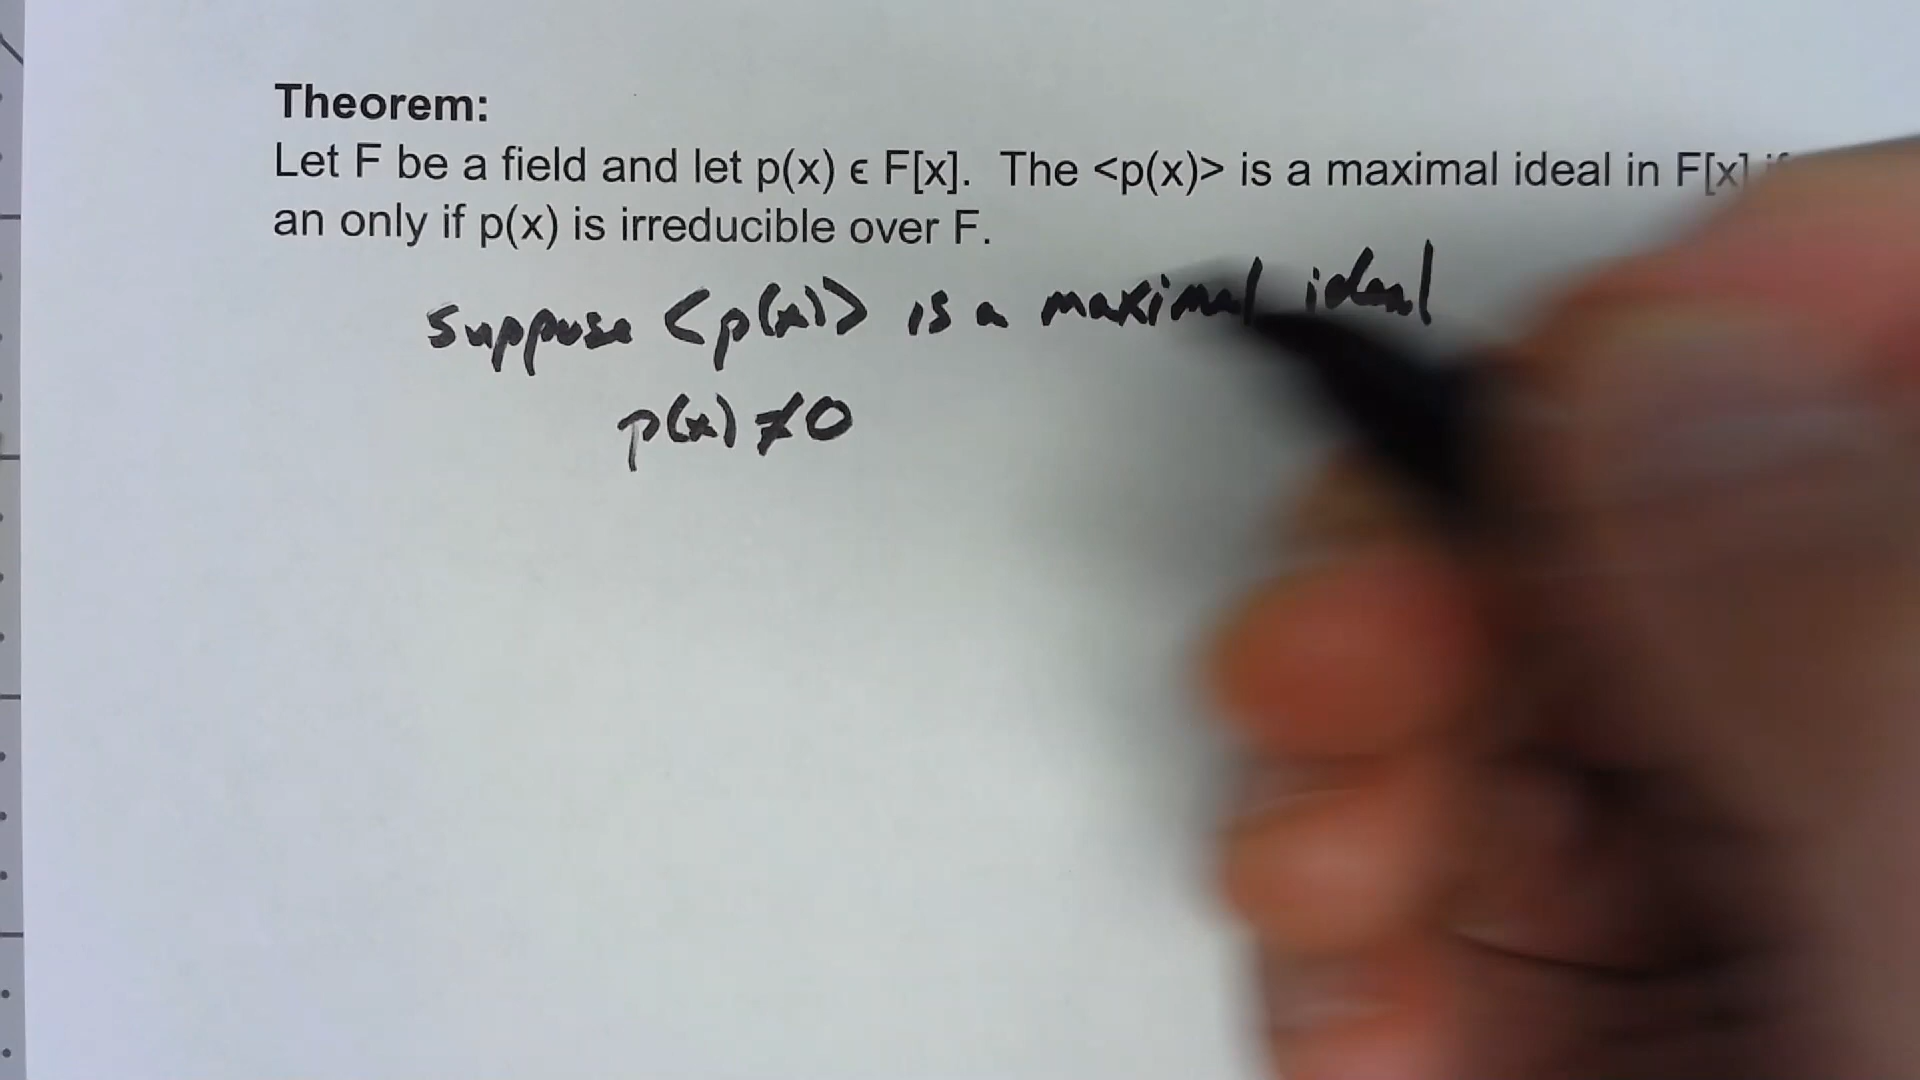 Theorem:
Let F be a field and let p(x) ϵ F[x]. The <p(x)> is a maximal ideal in F[x]
an only if p(x) is irreducible over F.
suppose <p(x)> is a maximal ideal
p(x) ≠ 0